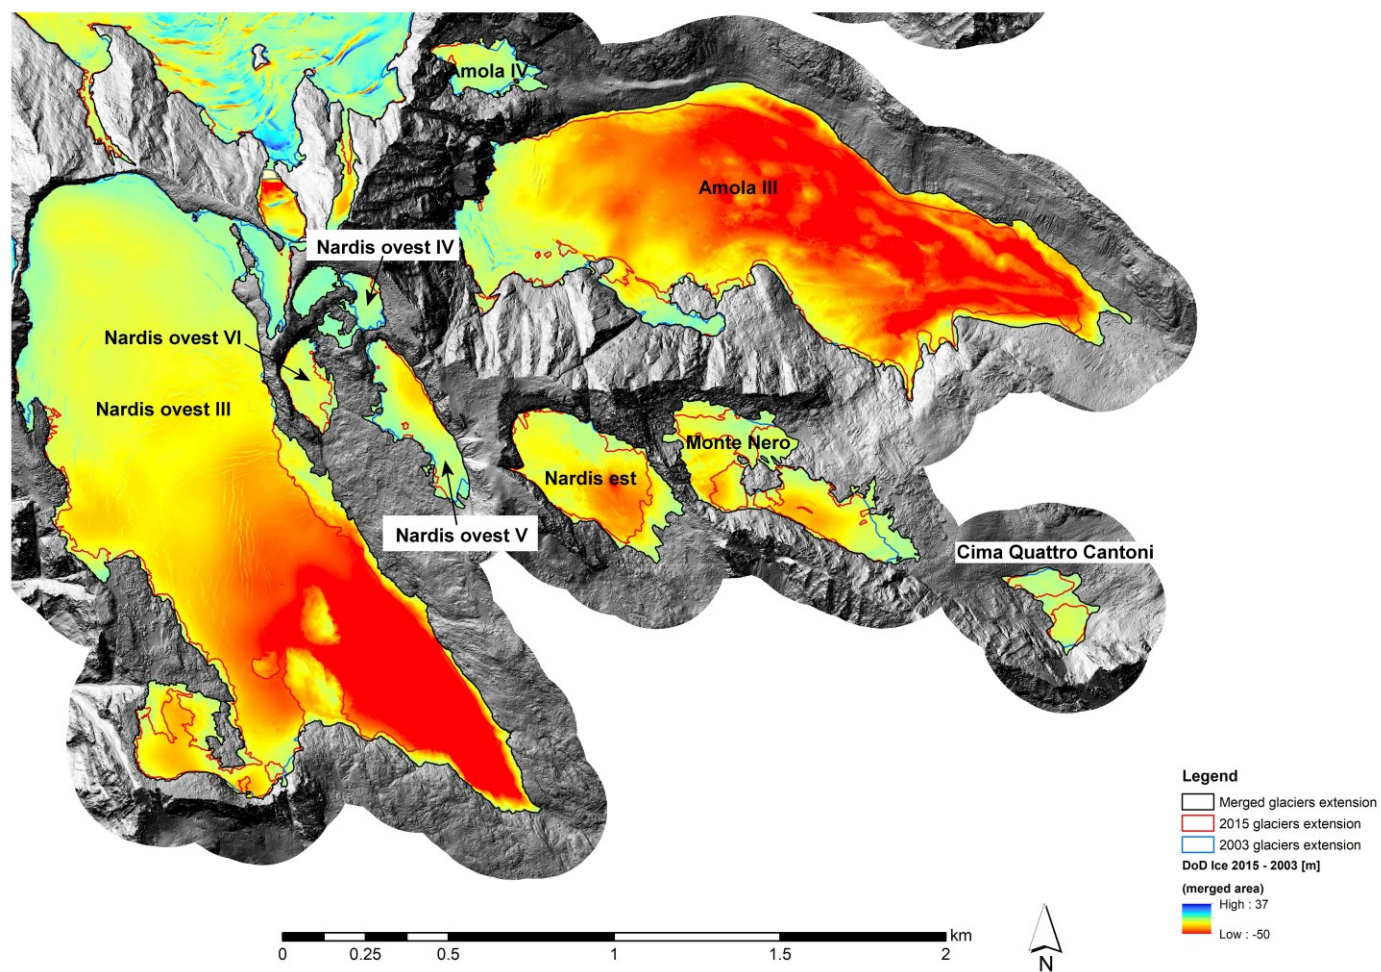 Amola IV
Amola III
Nardis ovest IV
Nardis ovest VI
Nardis ovest III
Monte Nero
Nardis est
Nardis ovest V
Cima Quattro Cantoni
Legend
Merged glaciers extension
2015 glaciers extension
2003 glaciers extension
DoD Ice 2015 - 2003 [m]
(merged area)
High : 37
Low : -50
km
0 0.25 0.5 1 1.5 2
N